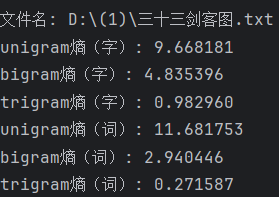 文件名: D:\(1)\三十三剑客图.txt
unigram熵（字）: 9.668181
bigram熵（字）: 4.835396
trigram熵（字）: 0.982960
unigram熵（词）: 11.681753
bigram熵（词）: 2.940446
trigram熵（词）: 0.271587